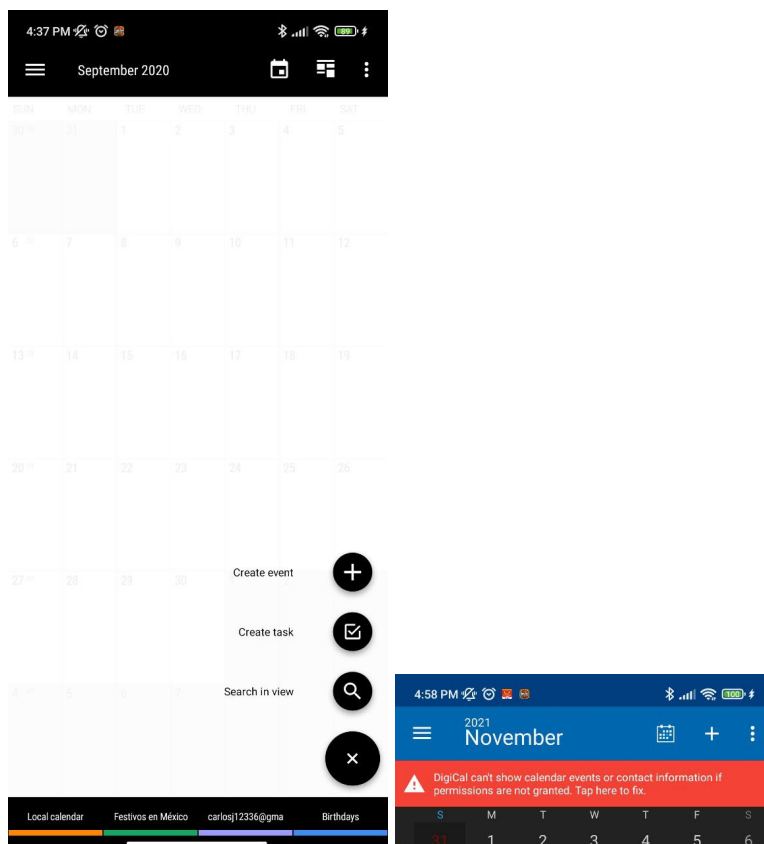 4:37 PM
89
September 2020
SUN MON TUE WED THU FRI SAT
30 31 1 2 3 4 5
6 7 8 9 10 11 12
13 14 15 16 17 18 19
20 21 22 23 24 25 26
27 28 29 30
Create event
Create task
Search in view
4 5 6 7
Local calendar Festivos en México carlosj12336@gma Birthdays
4:58 PM
100
2021
November
DigiCal can't show calendar events or contact information if
permissions are not granted. Tap here to fix.
S M T W T F S
31 1 2 3 4 5 6